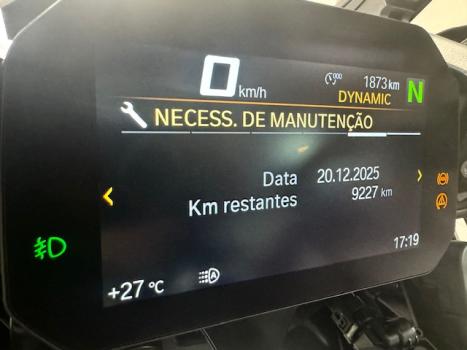 0 km/h
1873 km
DYNAMIC
N
NECESS. DE MANUTENÇÃO
Data 20.12.2025
Km restantes 9227 km
17:19
+27 °C